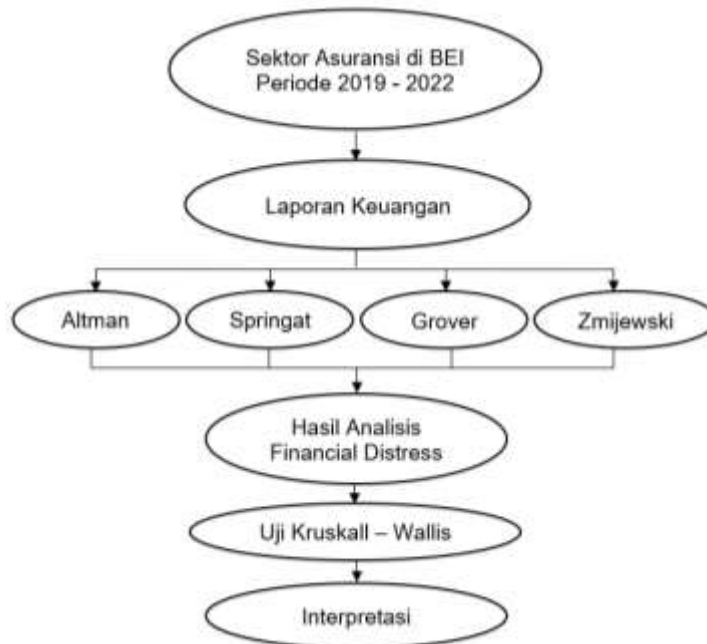 Sektor Asuransi di BEI
Periode 2019 - 2022
Laporan Keuangan
Altman
Springat
Grover
Zmijewski
Hasil Analisis
Financial Distress
Uji Kruskall – Wallis
Interpretasi